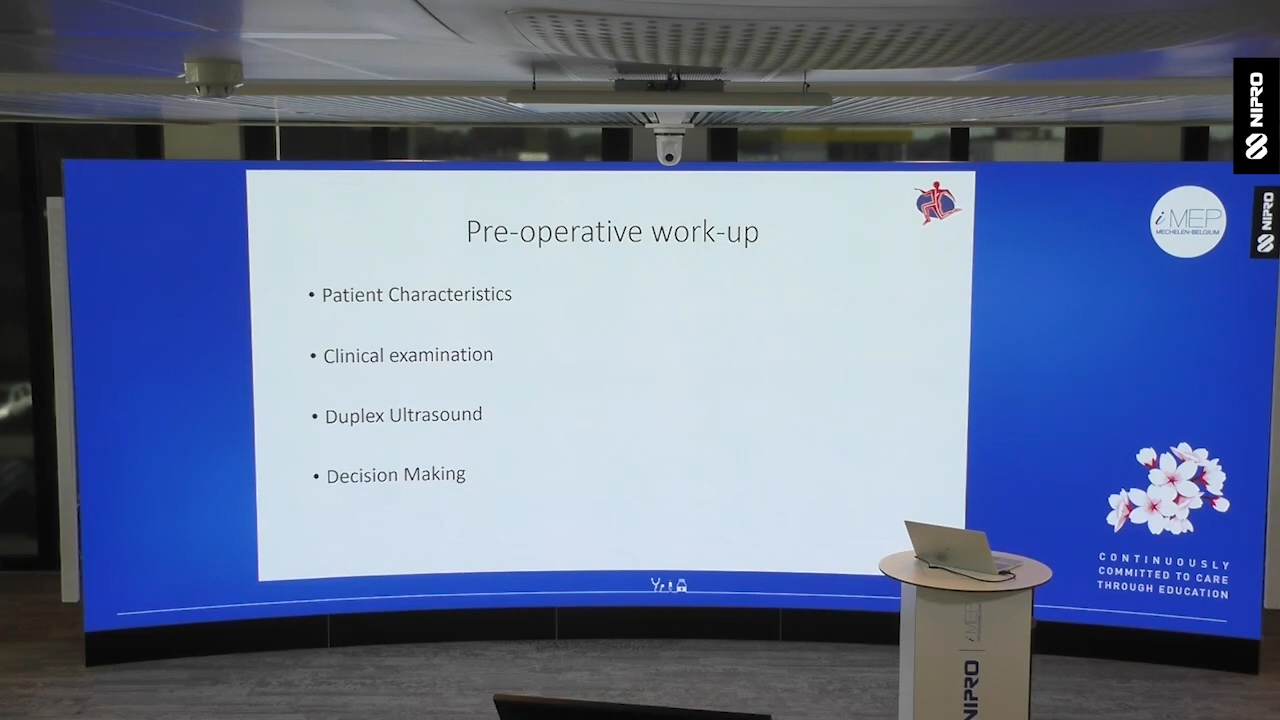 NIPRO
Pre-operative work-up
• Patient Characteristics
• Clinical examination
• Duplex Ultrasound
• Decision Making
iMEP
MECHELEN-BELGIUM
NIPRO
CONTINUOUSLY
COMMITTED TO CARE
THROUGH EDUCATION
iMEP
NIPRO